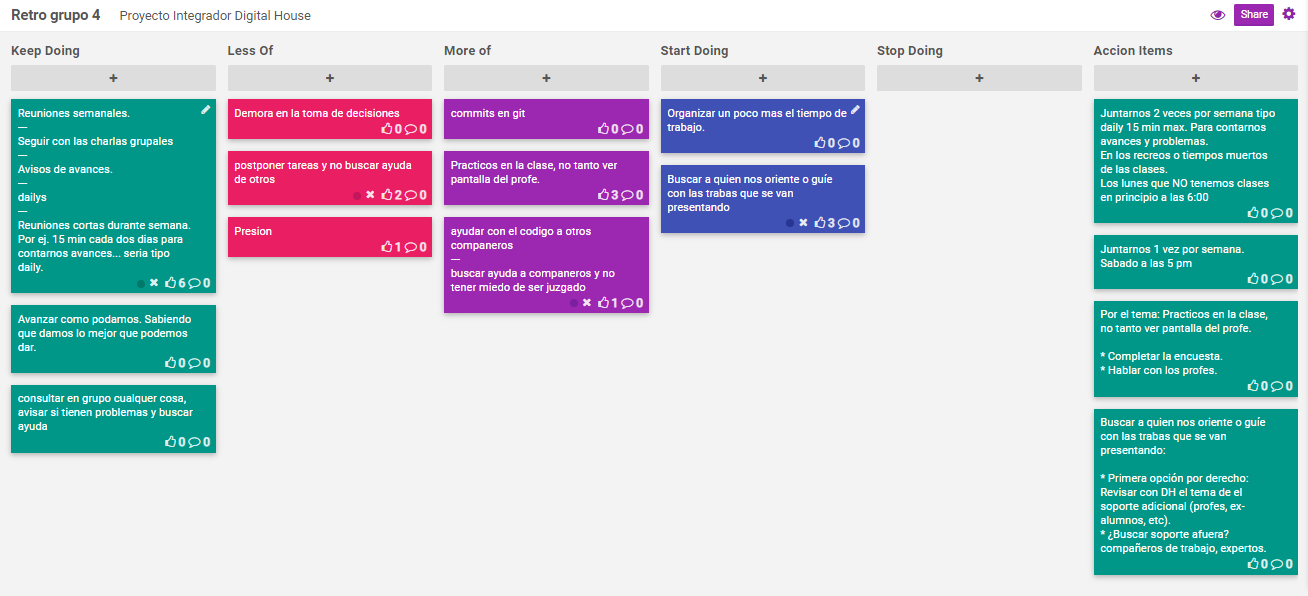 Retro grupo 4 Proyecto Integrador Digital House
Share
Keep Doing
+
Reuniones semanales.
—
Seguir con las charlas grupales
—
Avisos de avances.
—
dailys
—
Reuniones cortas durante semana.
Por ej. 15 min cada dos dias para
contarnos avances... seria tipo
daily.
6 0
Avanzar como podamos. Sabiendo
que damos lo mejor que podemos
dar.
0 0
consultar en grupo cualquer cosa,
avisar si tienen problemas y buscar
ayuda
0 0
Less Of
+
Demora en la toma de decisiones
0 0
postponer tareas y no buscar ayuda
de otros
2 0
Presion
1 0
More of
+
commits en git
0 0
Practicos en la clase, no tanto ver
pantalla del profe.
3 0
ayudar con el codigo a otros
companeros
—
buscar ayuda a companeros y no
tener miedo de ser juzgado
1 0
Start Doing
+
Organizar un poco mas el tiempo de
trabajo.
0 0
Buscar a quien nos oriente o guíe
con las trabas que se van
presentando
3 0
Stop Doing
+
Accion Items
+
Juntarnos 2 veces por semana tipo
daily 15 min max. Para contarnos
avances y problemas.
En los recreos o tiempos muertos
de las clases.
Los lunes que NO tenemos clases
en principio a las 6:00
0 0
Juntarnos 1 vez por semana.
Sabado a las 5 pm
0 0
Por el tema: Practicos en la clase,
no tanto ver pantalla del profe.
* Completar la encuesta.
* Hablar con los profes.
0 0
Buscar a quien nos oriente o guíe
con las trabas que se van
presentando:
* Primera opción por derecho:
Revisar con DH el tema de el
soporte adicional (profes, ex-
alumnos, etc).
* ¿Buscar soporte afuera?
compañeros de trabajo, expertos.
0 0